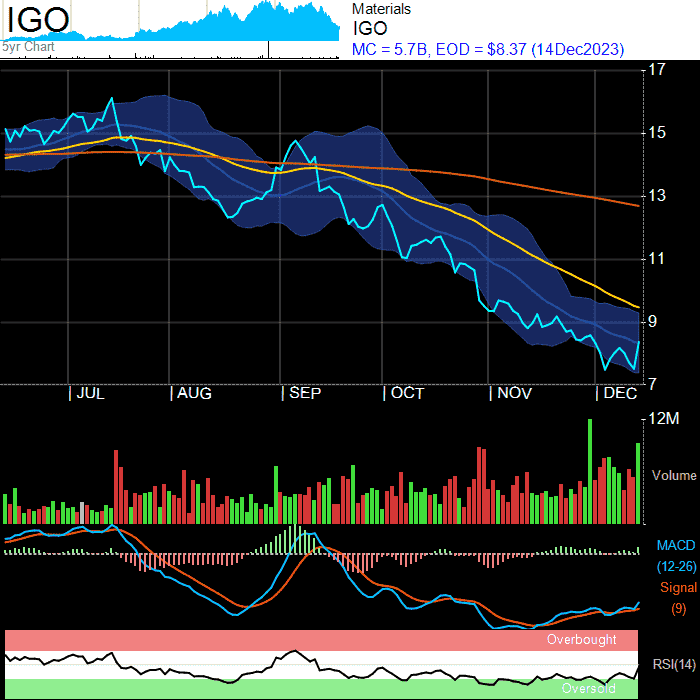 IGO
5yr Chart
Materials
IGO
MC = 5.7B, EOD = $8.37 (14Dec2023)
17
15
13
11
9
7
JUL AUG SEP OCT NOV DEC
12M
Volume
MACD
(12-26)
Signal
(9)
Overbought
RSI(14)
Oversold